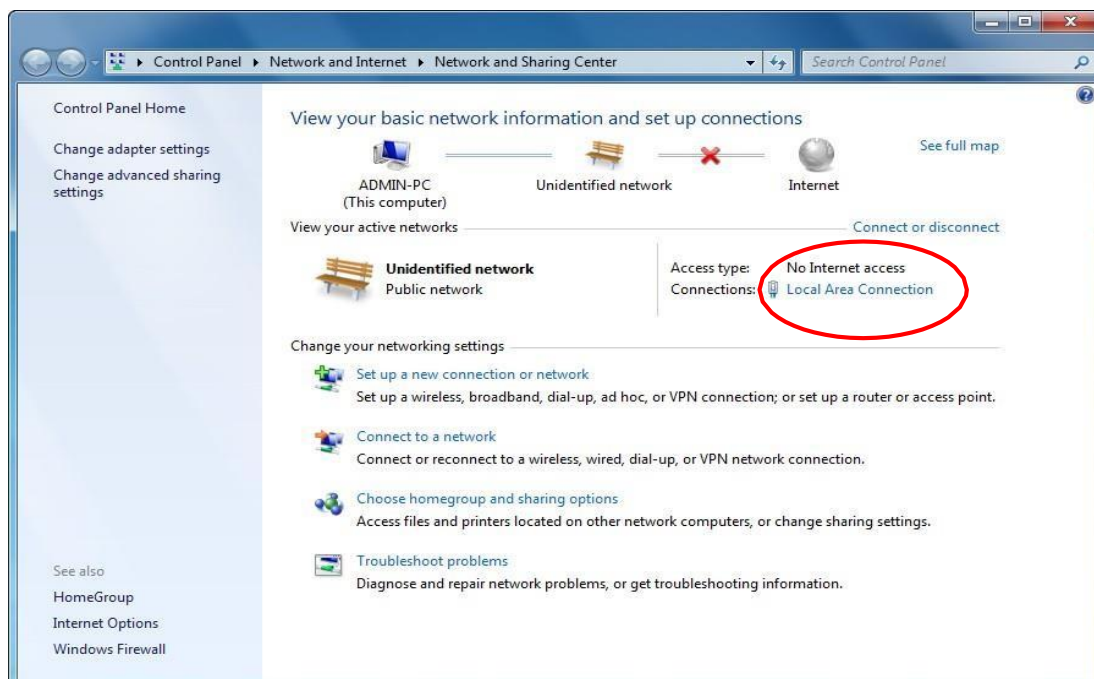 Control Panel Network and Internet Network and Sharing Center Search Control Panel
Control Panel Home
Change adapter settings
Change advanced sharing
settings
See also
HomeGroup
Internet Options
Windows Firewall
View your basic network information and set up connections
See full map
ADMIN-PC
(This computer)
Unidentified network
Internet
View your active networks
Connect or disconnect
Unidentified network
Public network
Access type: No Internet access
Connections: Local Area Connection
Change your networking settings
Set up a new connection or network
Set up a wireless, broadband, dial-up, ad hoc, or VPN connection; or set up a router or access point.
Connect to a network
Connect or reconnect to a wireless, wired, dial-up, or VPN network connection.
Choose homegroup and sharing options
Access files and printers located on other network computers, or change sharing settings.
Troubleshoot problems
Diagnose and repair network problems, or get troubleshooting information.